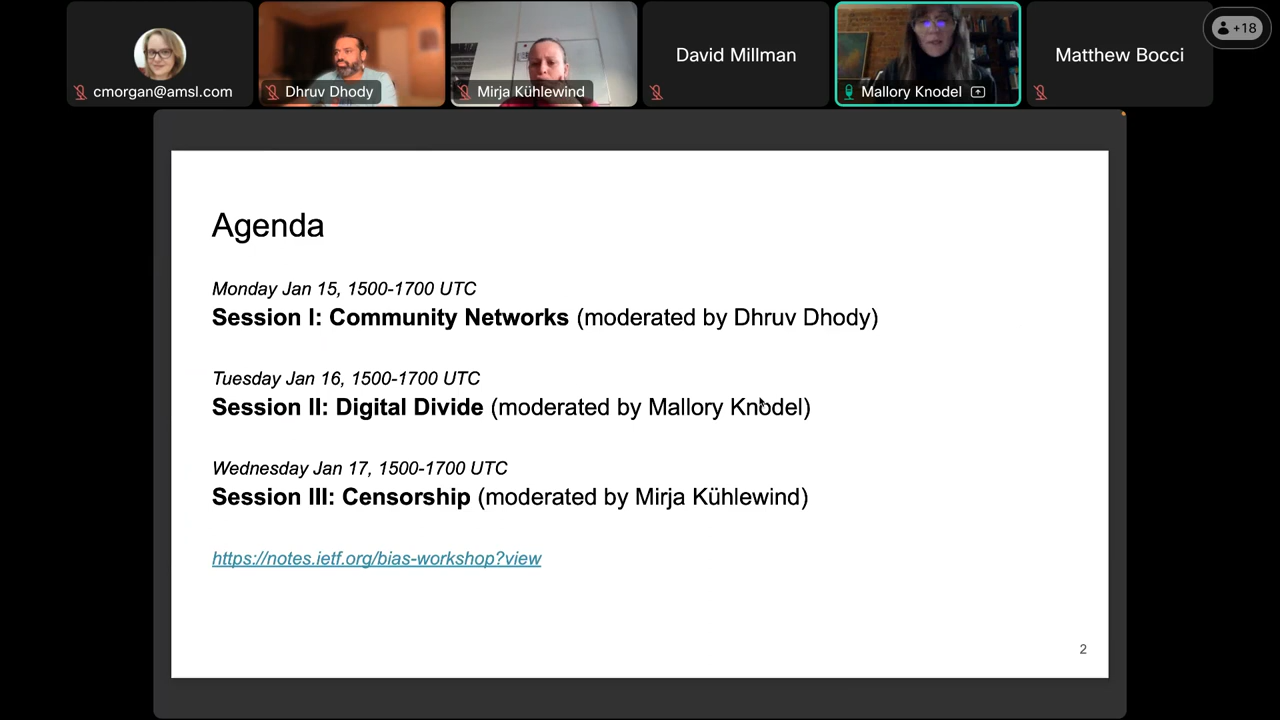 cmorgan@amsl.com
Dhruv Dhody
Mirja Kühlewind
David Millman
Mallory Knodel
Matthew Bocci
+18
Agenda
Monday Jan 15, 1500-1700 UTC
Session I: Community Networks (moderated by Dhruv Dhody)
Tuesday Jan 16, 1500-1700 UTC
Session II: Digital Divide (moderated by Mallory Knodel)
Wednesday Jan 17, 1500-1700 UTC
Session III: Censorship (moderated by Mirja Kühlewind)
https://notes.ietf.org/bias-workshop?view
2